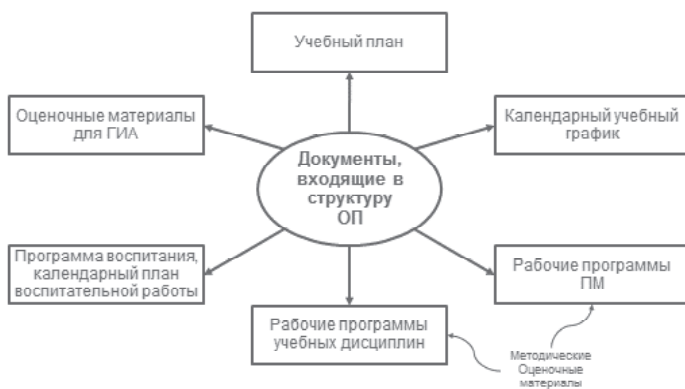 Учебный план
Оценочные материалы
для ГИА
Календарный учебный
график
Документы,
входящие в
структуру
ОП
Программа воспитания,
календарный план
воспитательной работы
Рабочие программы
ПМ
Рабочие программы
учебных дисциплин
Методические
Оценочные
материалы